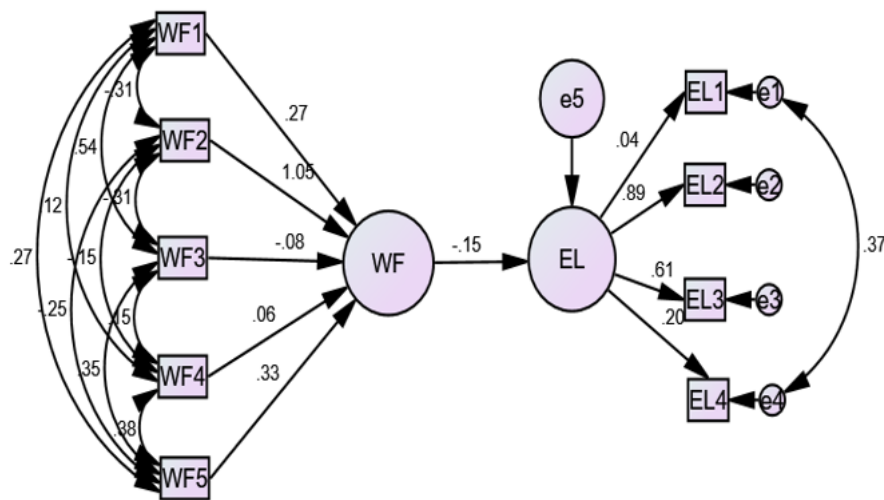 WF1
WF2
WF3
WF4
WF5
-.31
.54
-.31
.12
-.15
.27
-.25
.15
.35
.38
.27
1.05
-.08
.06
.33
WF
-.15
e5
EL
.04
.89
.61
.20
EL1
EL2
EL3
EL4
e1
e2
e3
e4
.37